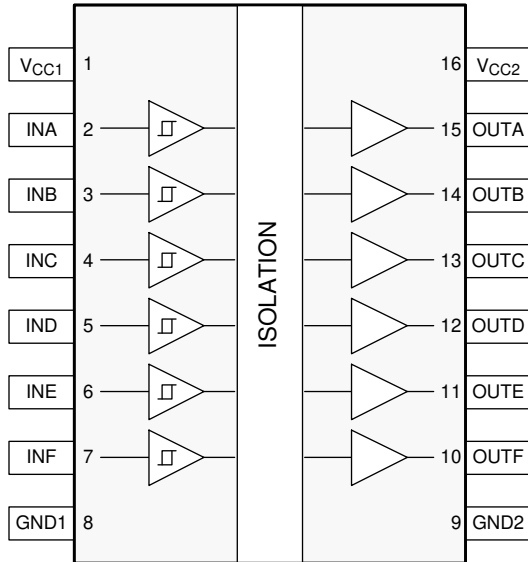 VCC1 1 16 VCC2
INA 2 15 OUTA
INB 3 14 OUTB
INC 4 13 OUTC
IND 5 12 OUTD
INE 6 11 OUTE
INF 7 10 OUTF
GND1 8 9 GND2
ISOLATION